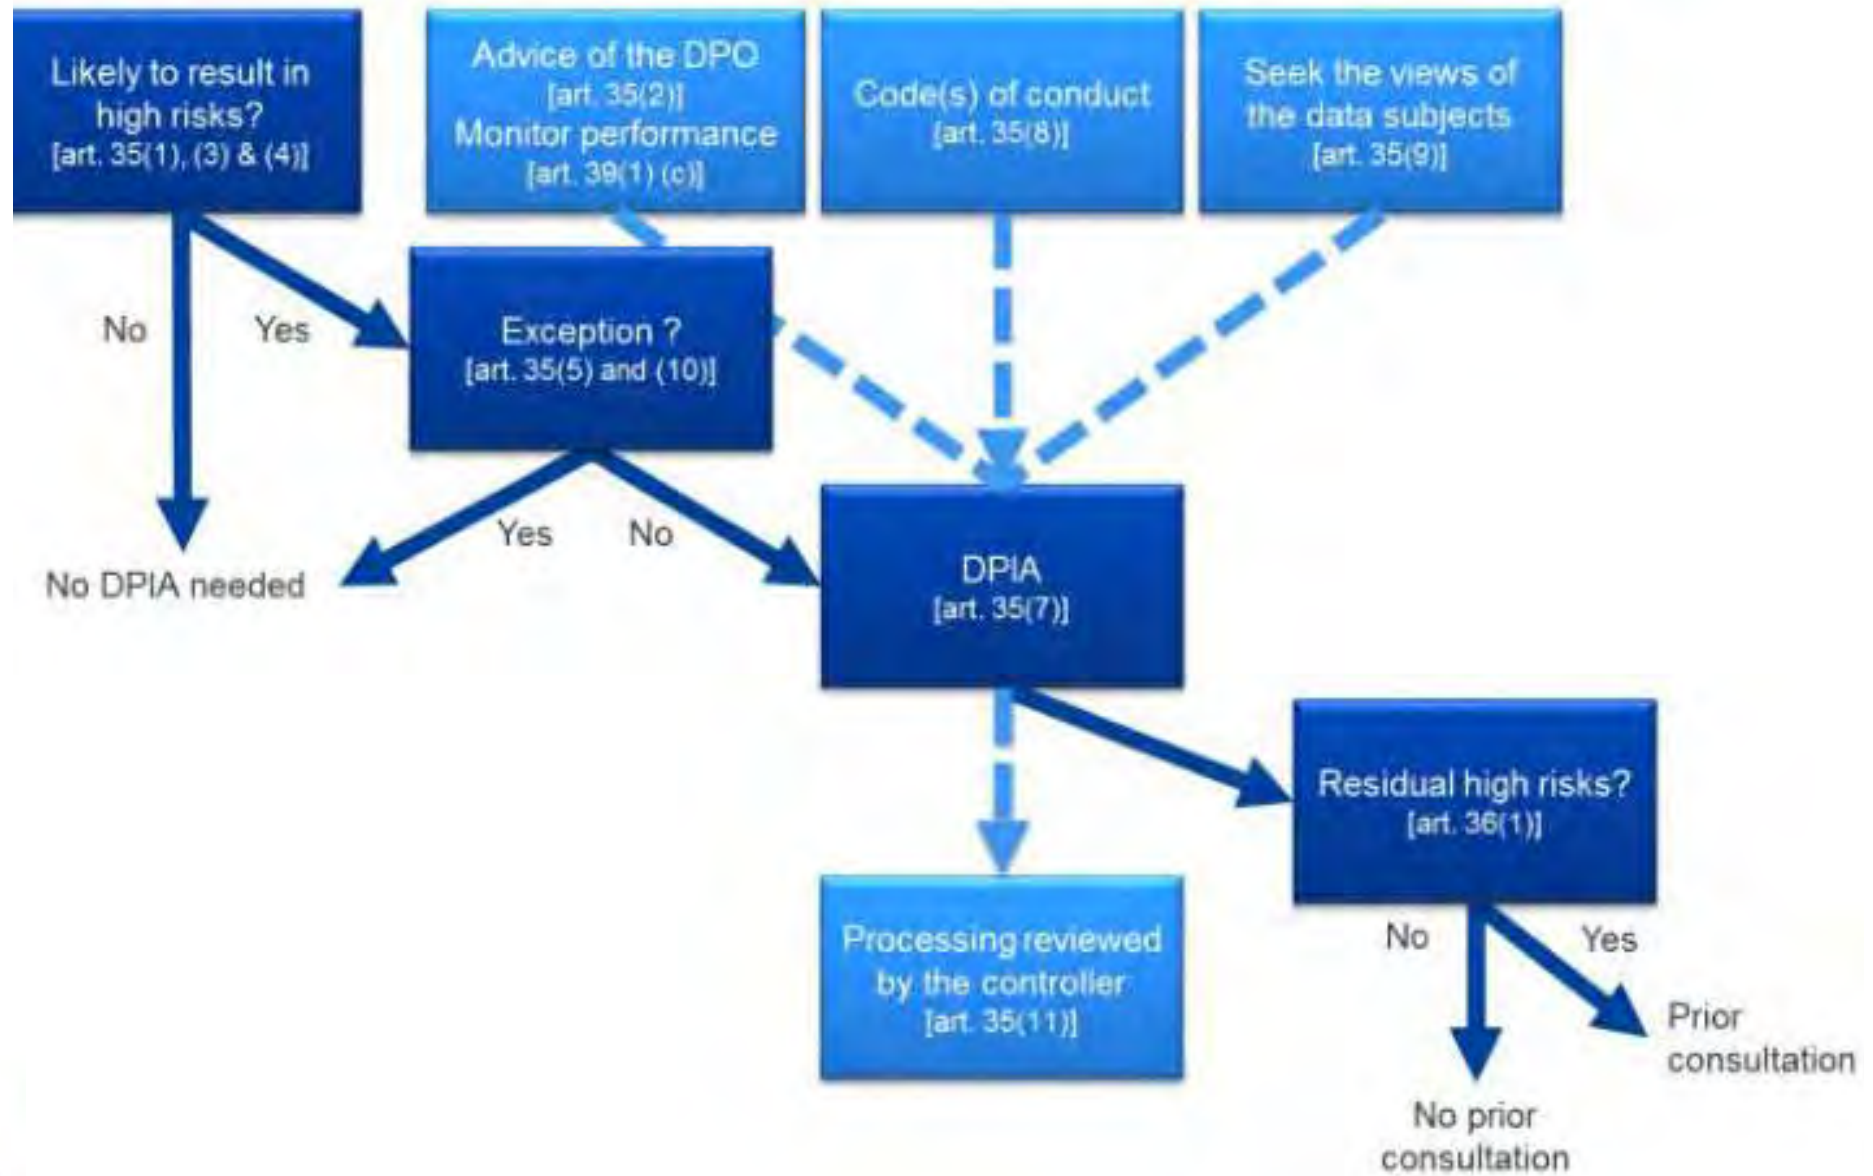 Likely to result in
high risks?
[art. 35(1), (3) & (4)]
Advice of the DPO
[art. 35(2)]
Monitor performance
[art. 39(1) (c)]
Code(s) of conduct
[art. 35(8)]
Seek the views of
the data subjects
[art. 35(9)]
No
Yes
Exception ?
[art. 35(5) and (10)]
Yes
No
No DPIA needed
DPIA
[art. 35(7)]
Residual high risks?
[art. 36(1)]
Processing reviewed
by the controller
[art. 35(11)]
No
Yes
Prior
consultation
No prior
consultation